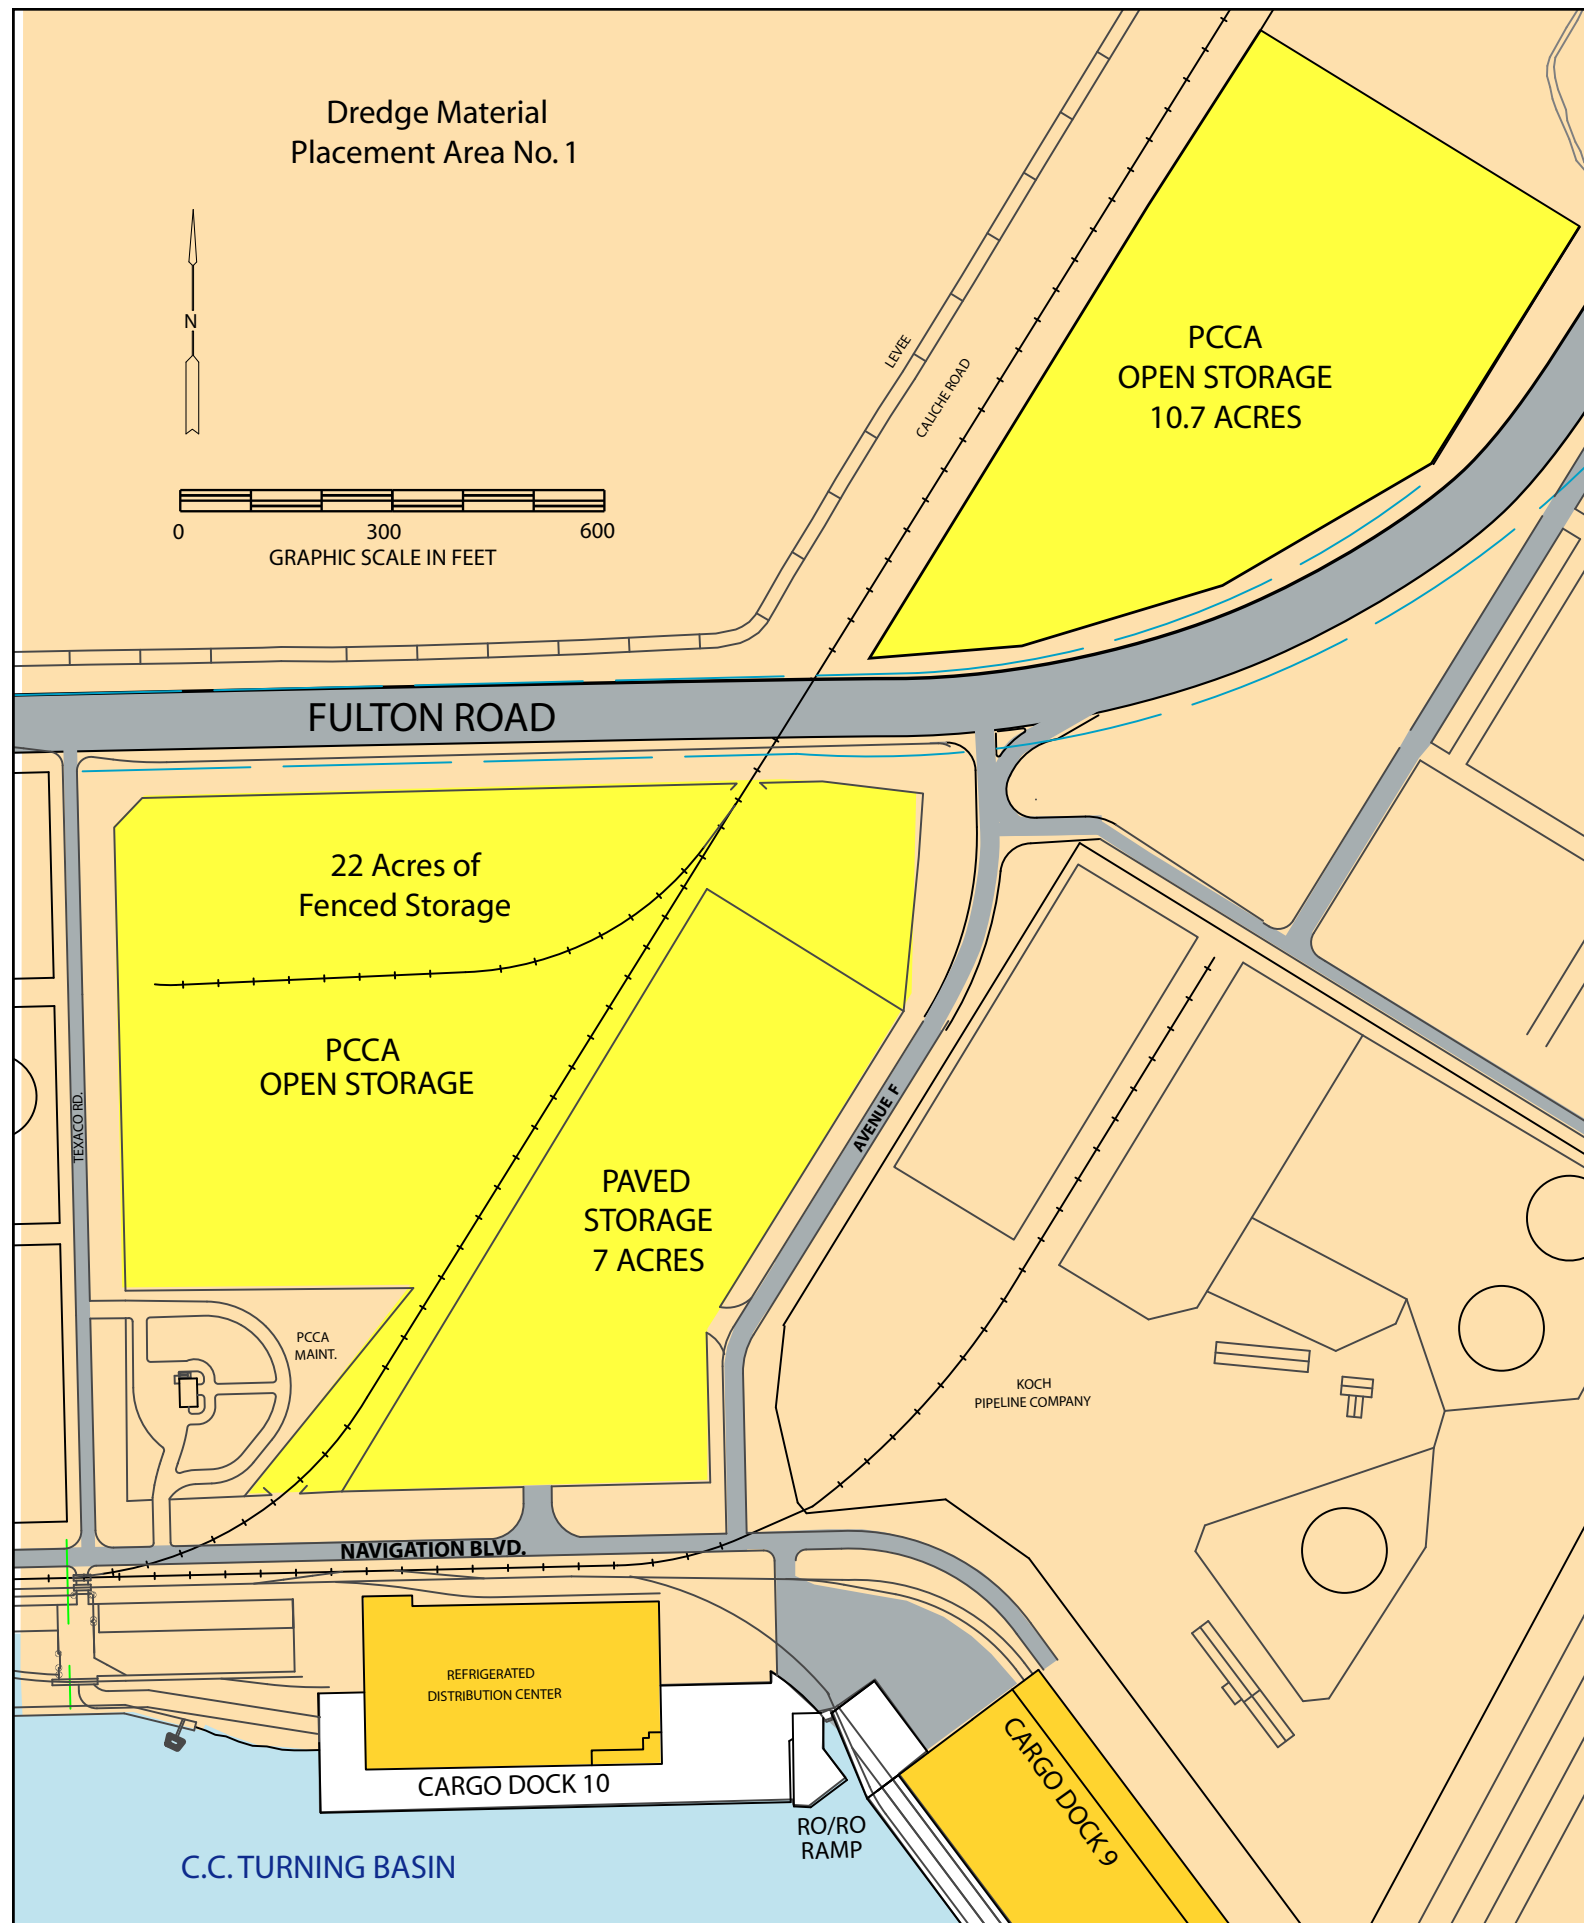 Dredge Material
Placement Area No. 1
N
0 300 600
GRAPHIC SCALE IN FEET
LEVEE
CALICHE ROAD
PCCA
OPEN STORAGE
10.7 ACRES
FULTON ROAD
22 Acres of
Fenced Storage
PCCA
OPEN STORAGE
TEXACO RD.
AVENUE F
PAVED
STORAGE
7 ACRES
PCCA
MAINT.
KOCH
PIPELINE COMPANY
NAVIGATION BLVD.
REFRIGERATED
DISTRIBUTION CENTER
CARGO DOCK 10
CARGO DOCK 9
RO/RO
RAMP
C.C. TURNING BASIN